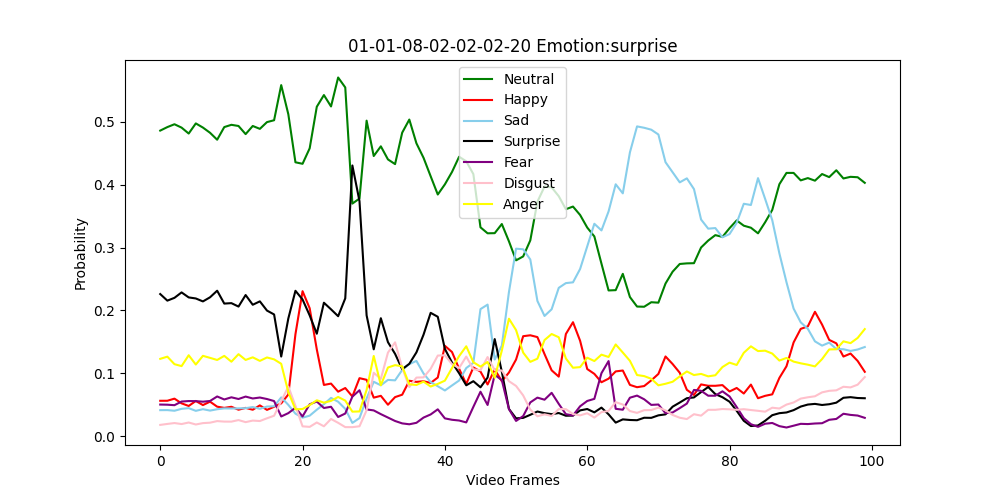 01-01-08-02-02-02-20 Emotion:surprise
Neutral
Happy
Sad
Surprise
Fear
Disgust
Anger
Probability
0.5
0.4
0.3
0.2
0.1
0.0
0 20 40 60 80 100
Video Frames